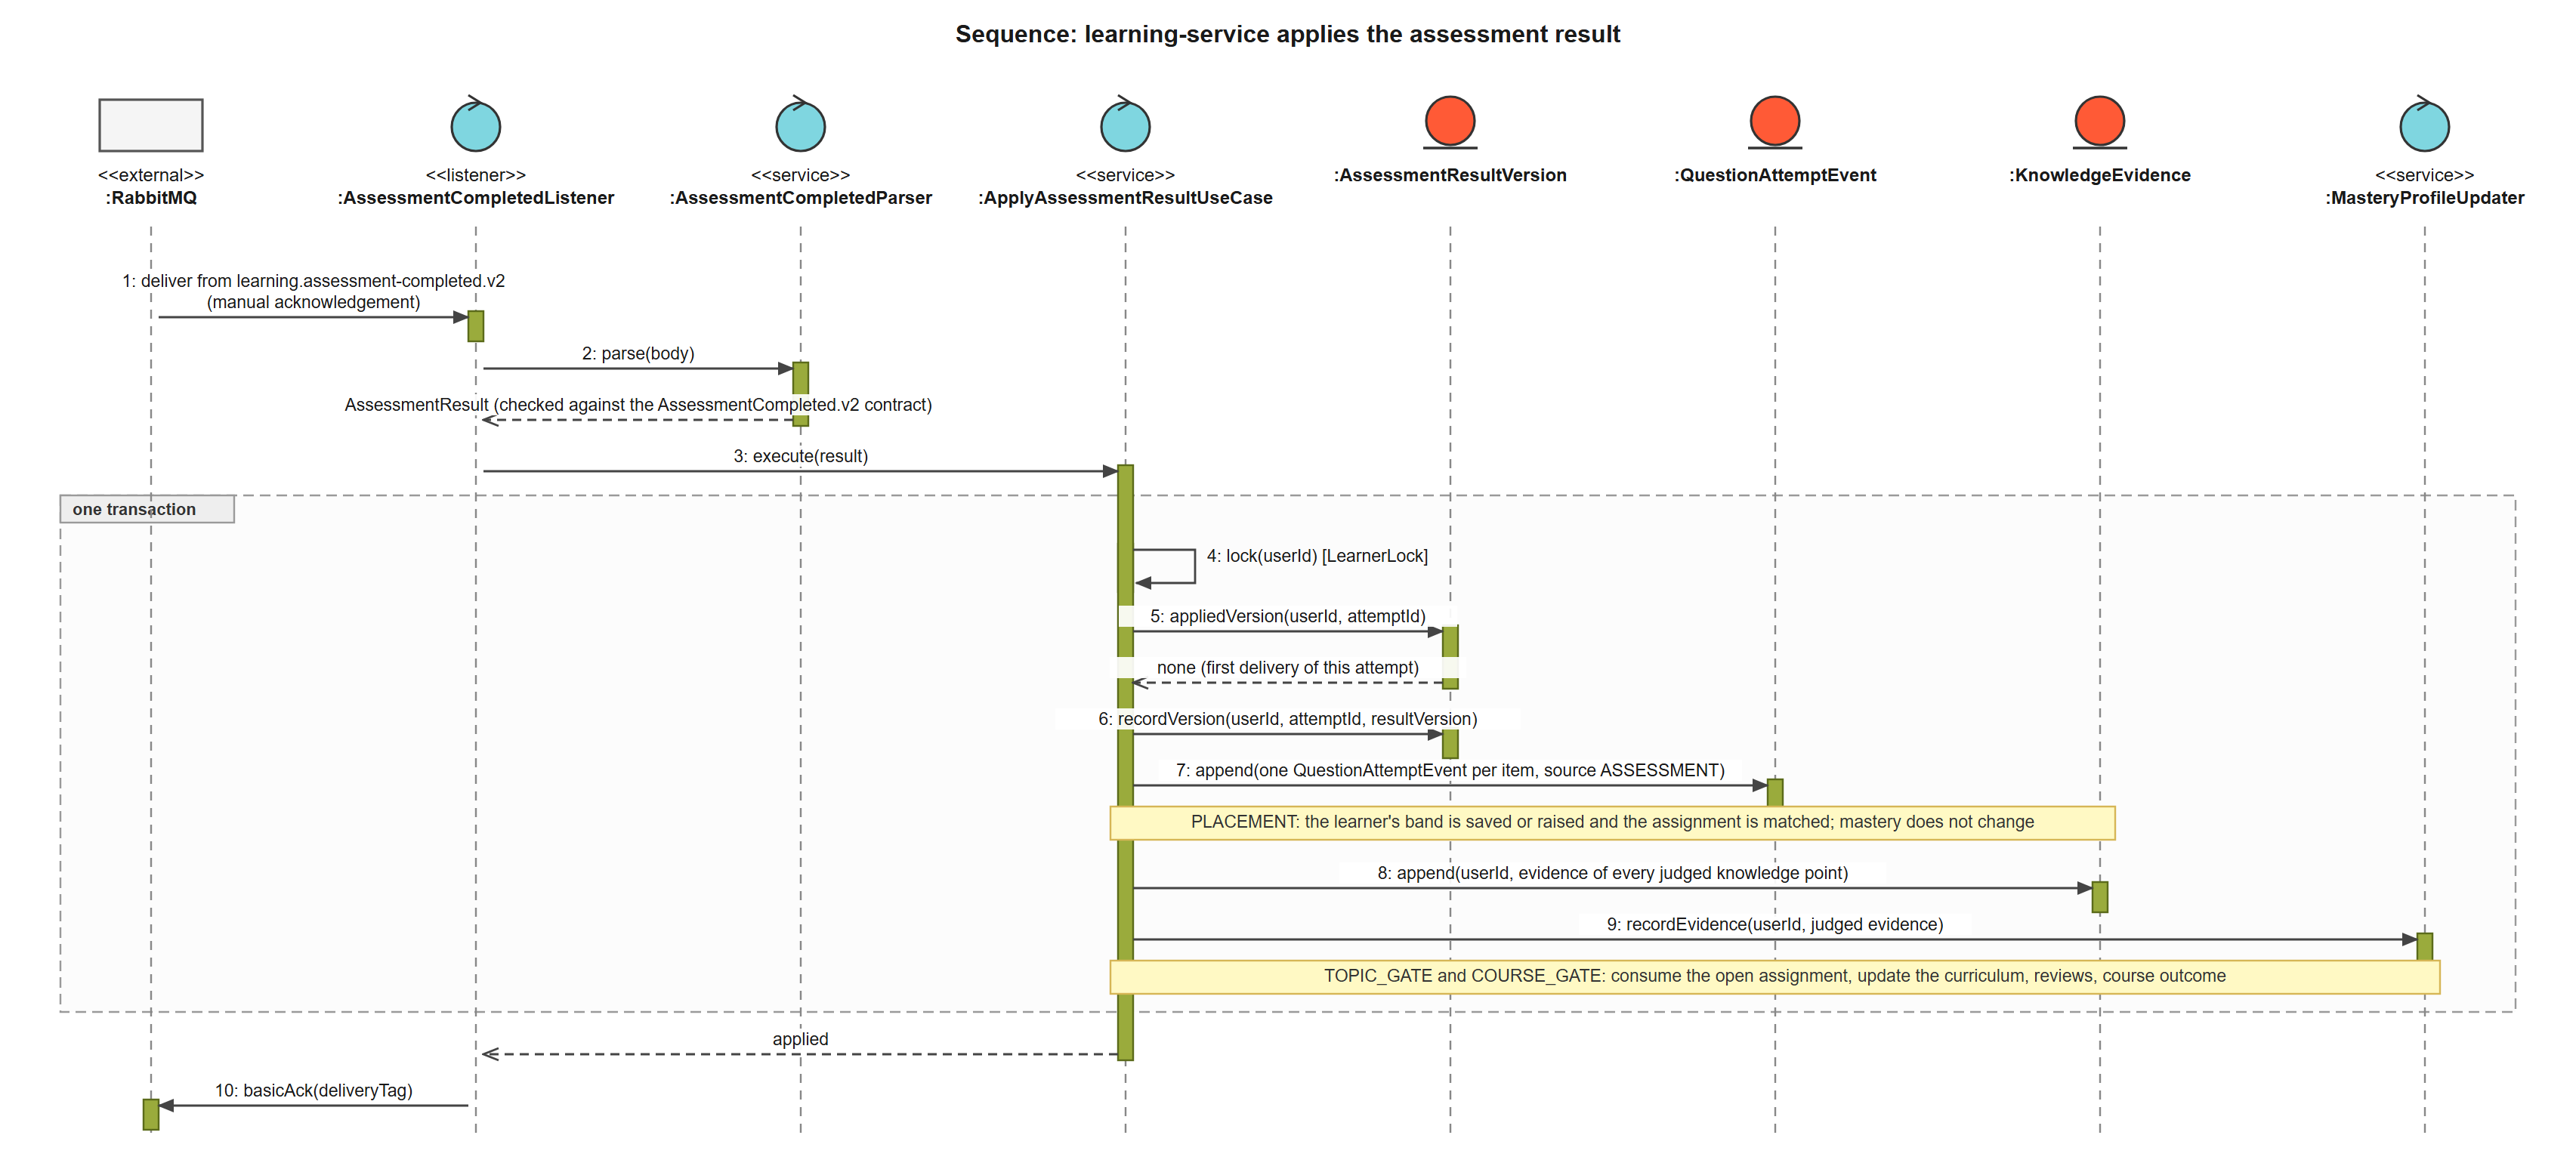 Sequence: learning-service applies the assessment result
<<external>>
:RabbitMQ
<<listener>>
:AssessmentCompletedListener
<<service>>
:AssessmentCompletedParser
<<service>>
:ApplyAssessmentResultUseCase
:AssessmentResultVersion
:QuestionAttemptEvent
:KnowledgeEvidence
<<service>>
:MasteryProfileUpdater
1: deliver from learning.assessment-completed.v2
(manual acknowledgement)
2: parse(body)
AssessmentResult (checked against the AssessmentCompleted.v2 contract)
3: execute(result)
one transaction
4: lock(userId) [LearnerLock]
5: appliedVersion(userId, attemptId)
none (first delivery of this attempt)
6: recordVersion(userId, attemptId, resultVersion)
7: append(one QuestionAttemptEvent per item, source ASSESSMENT)
PLACEMENT: the learner's band is saved or raised and the assignment is matched; mastery does not change
8: append(userId, evidence of every judged knowledge point)
9: recordEvidence(userId, judged evidence)
TOPIC_GATE and COURSE_GATE: consume the open assignment, update the curriculum, reviews, course outcome
applied
10: basicAck(deliveryTag)